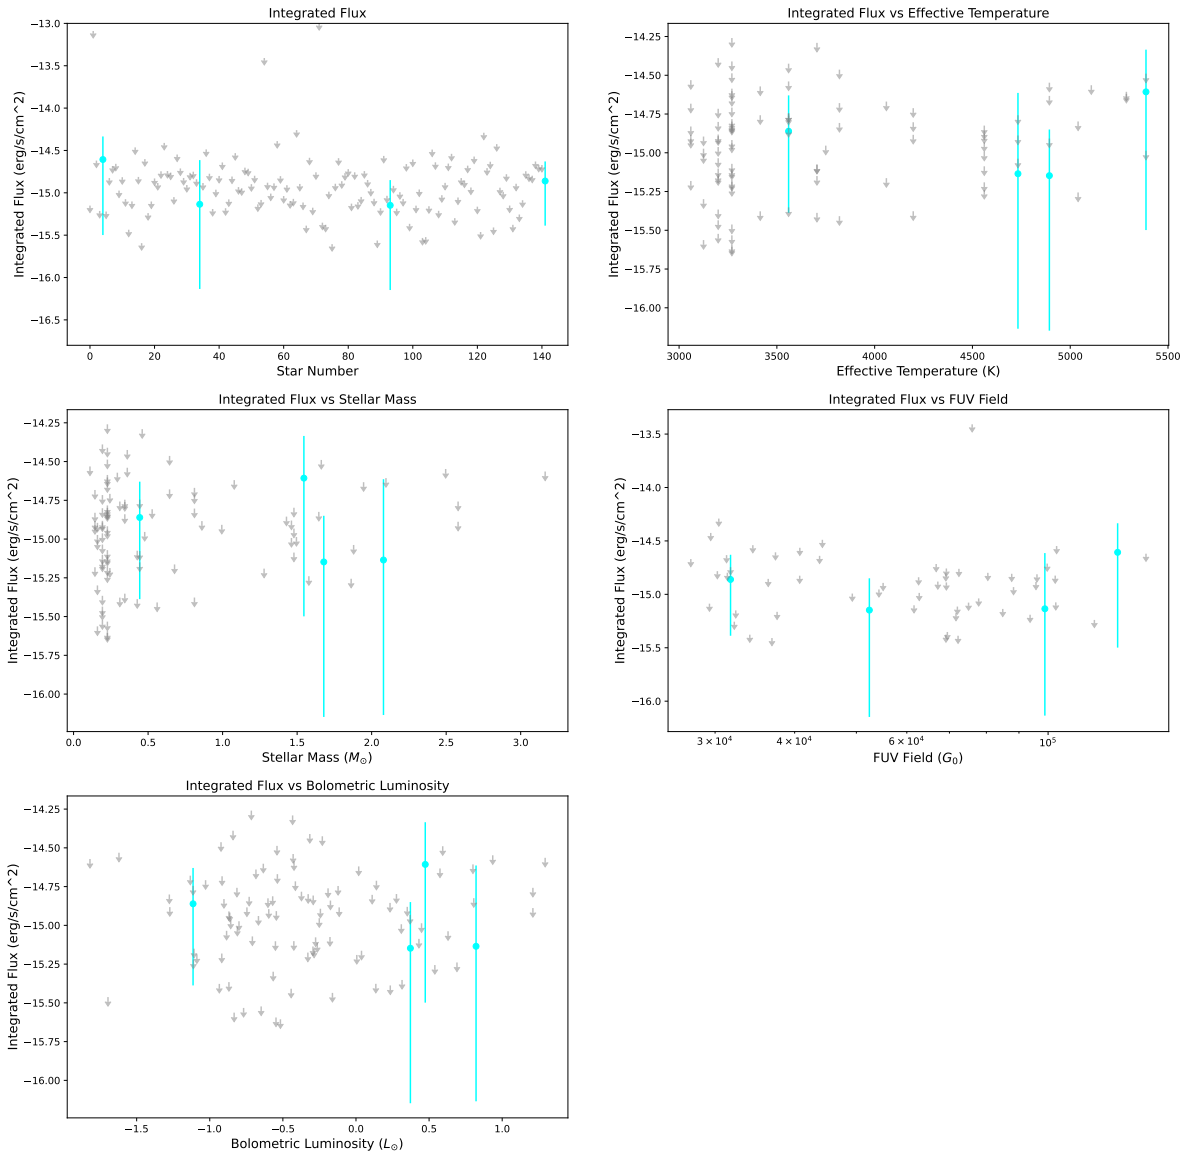 Integrated Flux
Integrated Flux (erg/s/cm^2)
−13.0
−13.5
−14.0
−14.5
−15.0
−15.5
−16.0
−16.5
0 20 40 60 80 100 120 140
Star Number
Integrated Flux vs Effective Temperature
Integrated Flux (erg/s/cm^2)
−14.25
−14.50
−14.75
−15.00
−15.25
−15.50
−15.75
−16.00
3000 3500 4000 4500 5000 5500
Effective Temperature (K)
Integrated Flux vs Stellar Mass
Integrated Flux (erg/s/cm^2)
−14.25
−14.50
−14.75
−15.00
−15.25
−15.50
−15.75
−16.00
0.0 0.5 1.0 1.5 2.0 2.5 3.0
Stellar Mass (M⊙)
Integrated Flux vs FUV Field
Integrated Flux (erg/s/cm^2)
−13.5
−14.0
−14.5
−15.0
−15.5
−16.0
3 × 10⁴ 4 × 10⁴ 6 × 10⁴ 10⁵
FUV Field (G₀)
Integrated Flux vs Bolometric Luminosity
Integrated Flux (erg/s/cm^2)
−14.25
−14.50
−14.75
−15.00
−15.25
−15.50
−15.75
−16.00
−1.5 −1.0 −0.5 0.0 0.5 1.0
Bolometric Luminosity (L⊙)